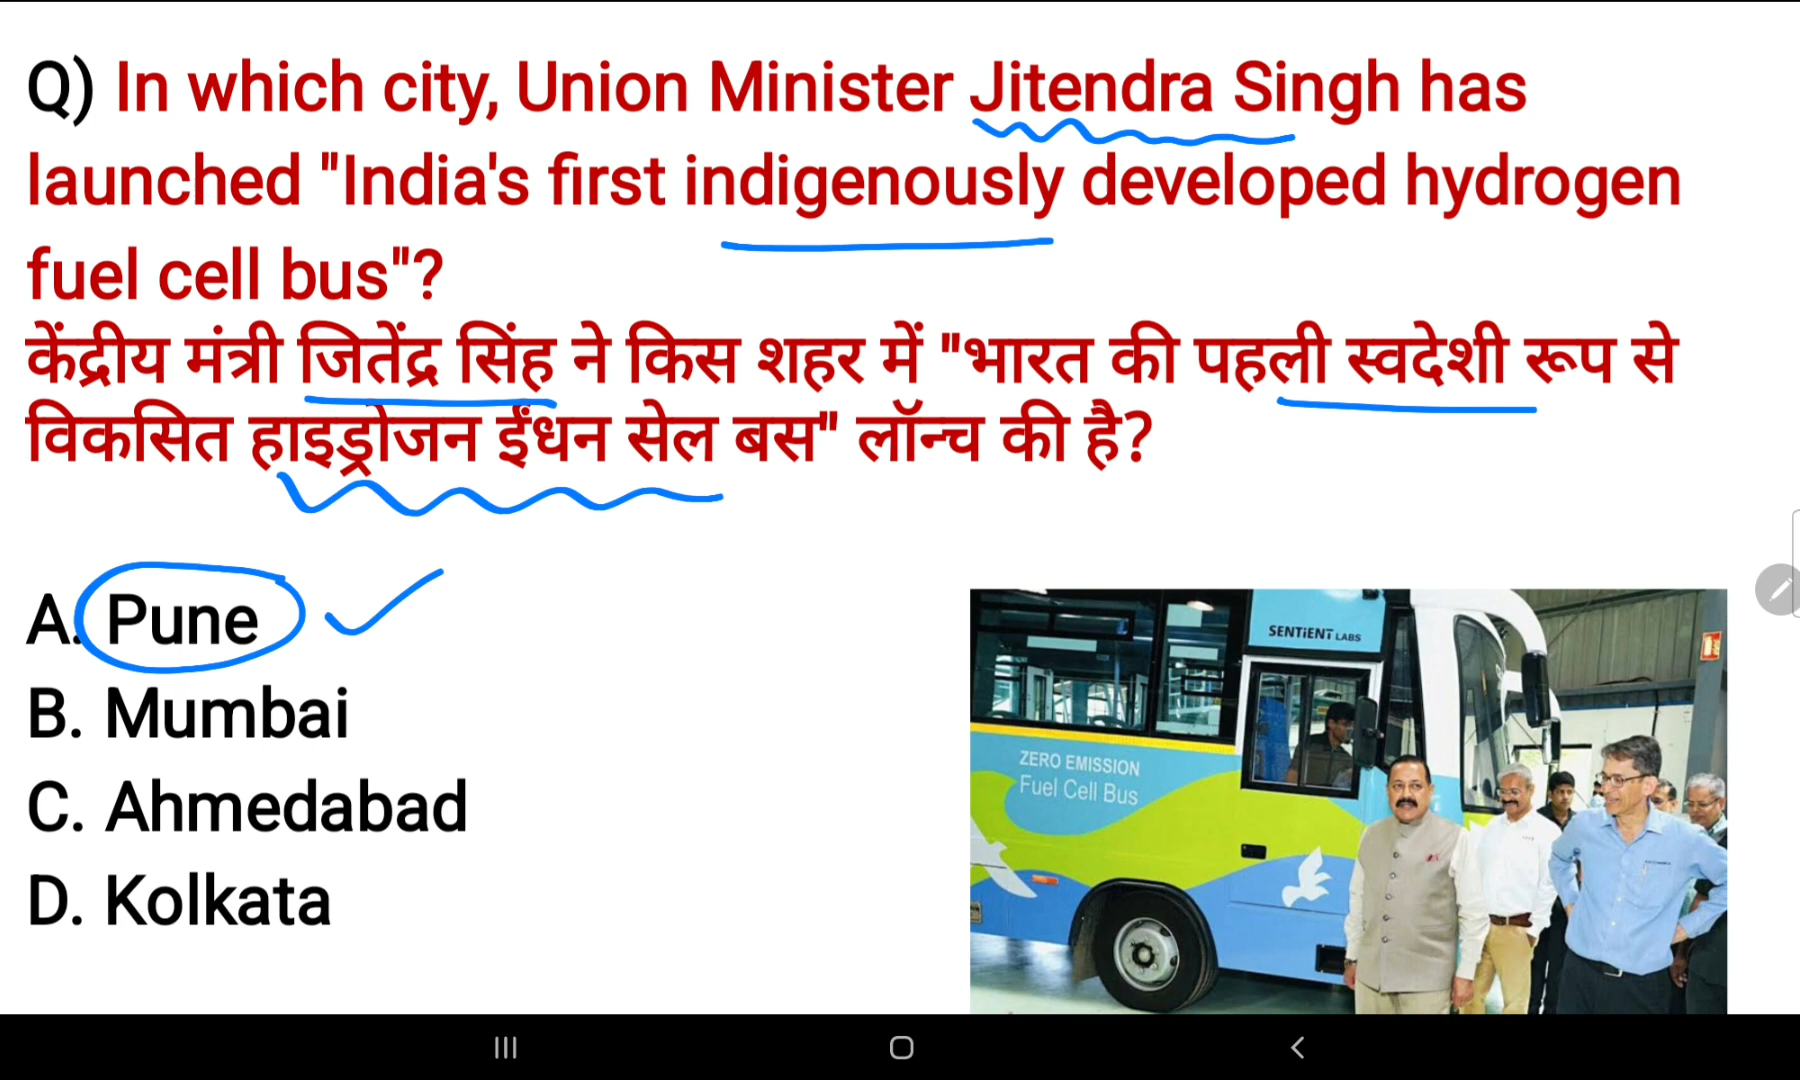 Q) In which city, Union Minister Jitendra Singh has
launched "India's first indigenously developed hydrogen
fuel cell bus"?
केंद्रीय मंत्री जितेंद्र सिंह ने किस शहर में "भारत की पहली स्वदेशी रूप से
विकसित हाइड्रोजन ईंधन सेल बस" लॉन्च की है?
A. Pune
B. Mumbai
C. Ahmedabad
D. Kolkata
SENTIENT LABS
ZERO EMISSION
Fuel Cell Bus